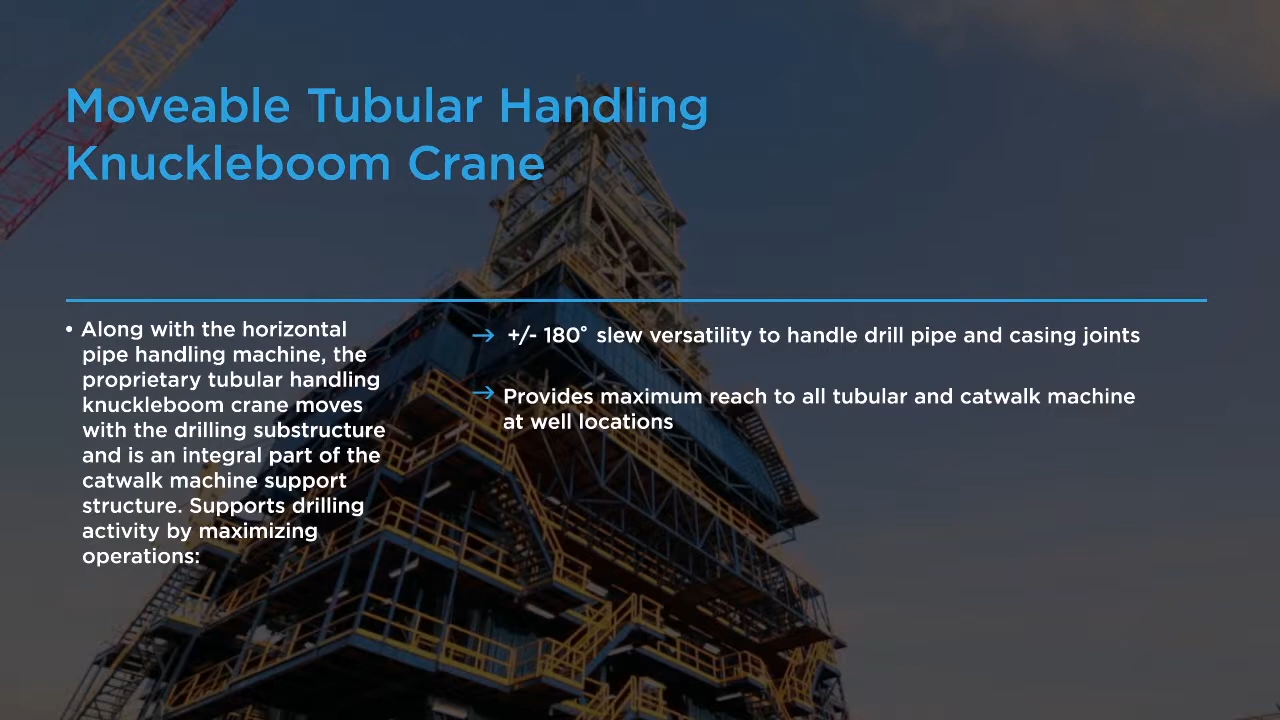 Moveable Tubular Handling
Knuckleboom Crane
• Along with the horizontal
pipe handling machine, the
proprietary tubular handling
knuckleboom crane moves
with the drilling substructure
and is an integral part of the
catwalk machine support
structure. Supports drilling
activity by maximizing
operations:
→ +/- 180° slew versatility to handle drill pipe and casing joints
→ Provides maximum reach to all tubular and catwalk machine
at well locations